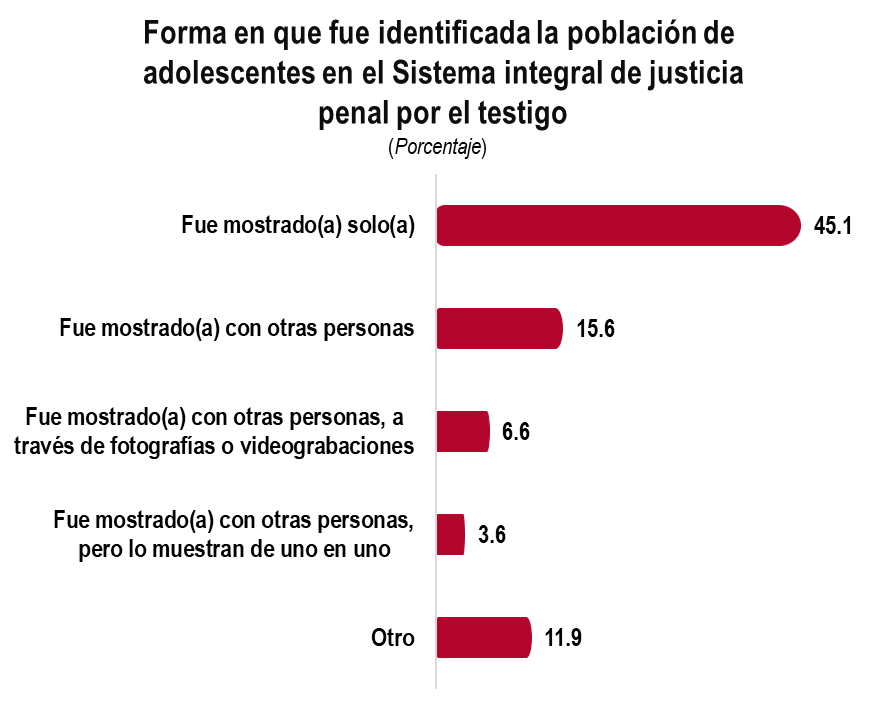 Forma en que fue identificada la población de
adolescentes en el Sistema integral de justicia
penal por el testigo
(Porcentaje)
Fue mostrado(a) solo(a)
45.1
Fue mostrado(a) con otras personas
15.6
Fue mostrado(a) con otras personas, a
través de fotografías o videograbaciones
6.6
Fue mostrado(a) con otras personas,
pero lo muestran de uno en uno
3.6
Otro
11.9